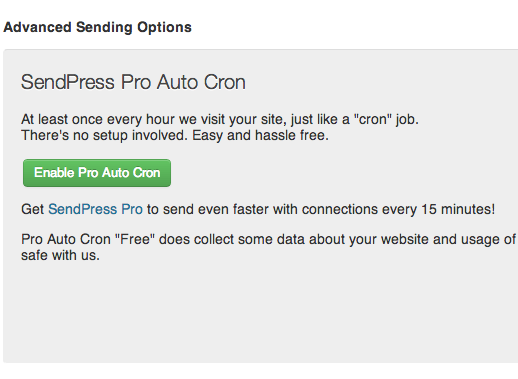 Advanced Sending Options
SendPress Pro Auto Cron
At least once every hour we visit your site, just like a "cron" job.
There's no setup involved. Easy and hassle free.
Enable Pro Auto Cron
Get SendPress Pro to send even faster with connections every 15 minutes!
Pro Auto Cron "Free" does collect some data about your website and usage of
safe with us.